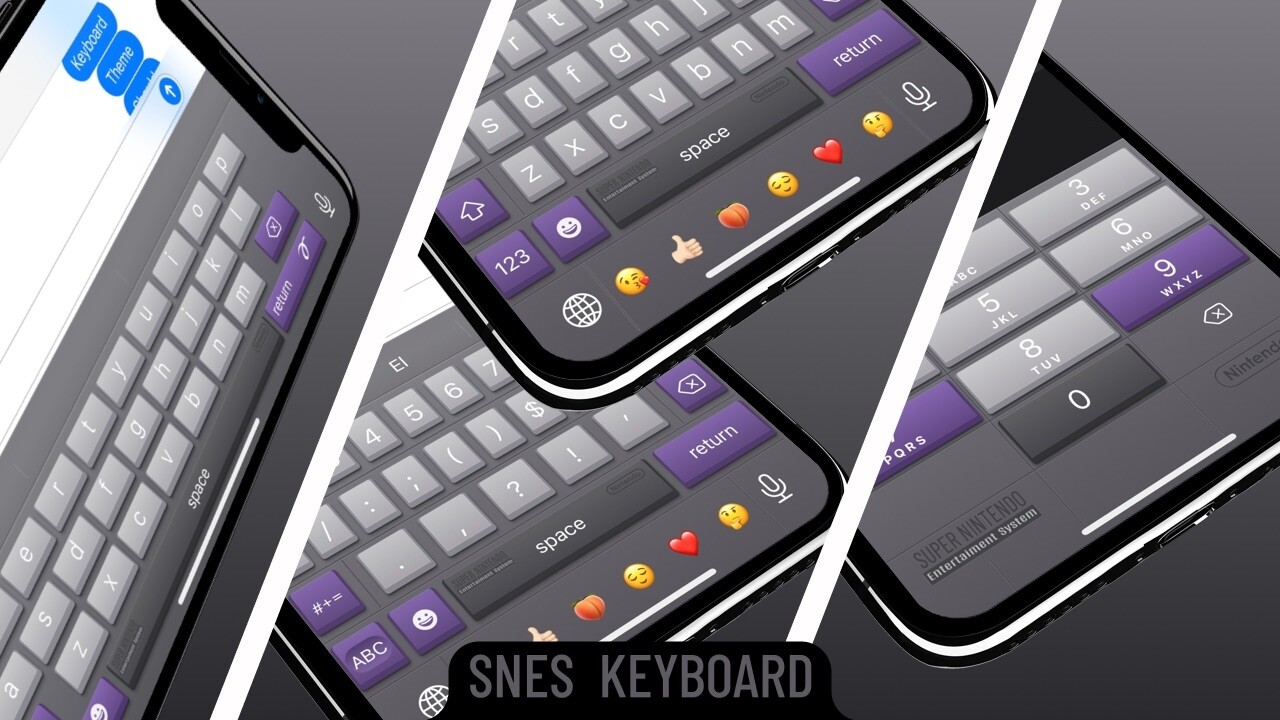 Keyboard
Theme
p
o l
i k
u j m return
y h n
t g b
r f v space
e d c
s x
a z
r t y
d f g h j
s
z x c v b n m return
space
SUPER NINTENDO
Entertainment System
Nintendo
123
El
4 5 6 7
/ : ; ( ) $
. , ? ! ' return
#+= space
ABC
3
DEF
ABC
6
MNO
5
JKL
9
WXYZ
8
TUV
PQRS
0
Nintendo
SUPER NINTENDO
Entertaiment System
SNES KEYBOARD